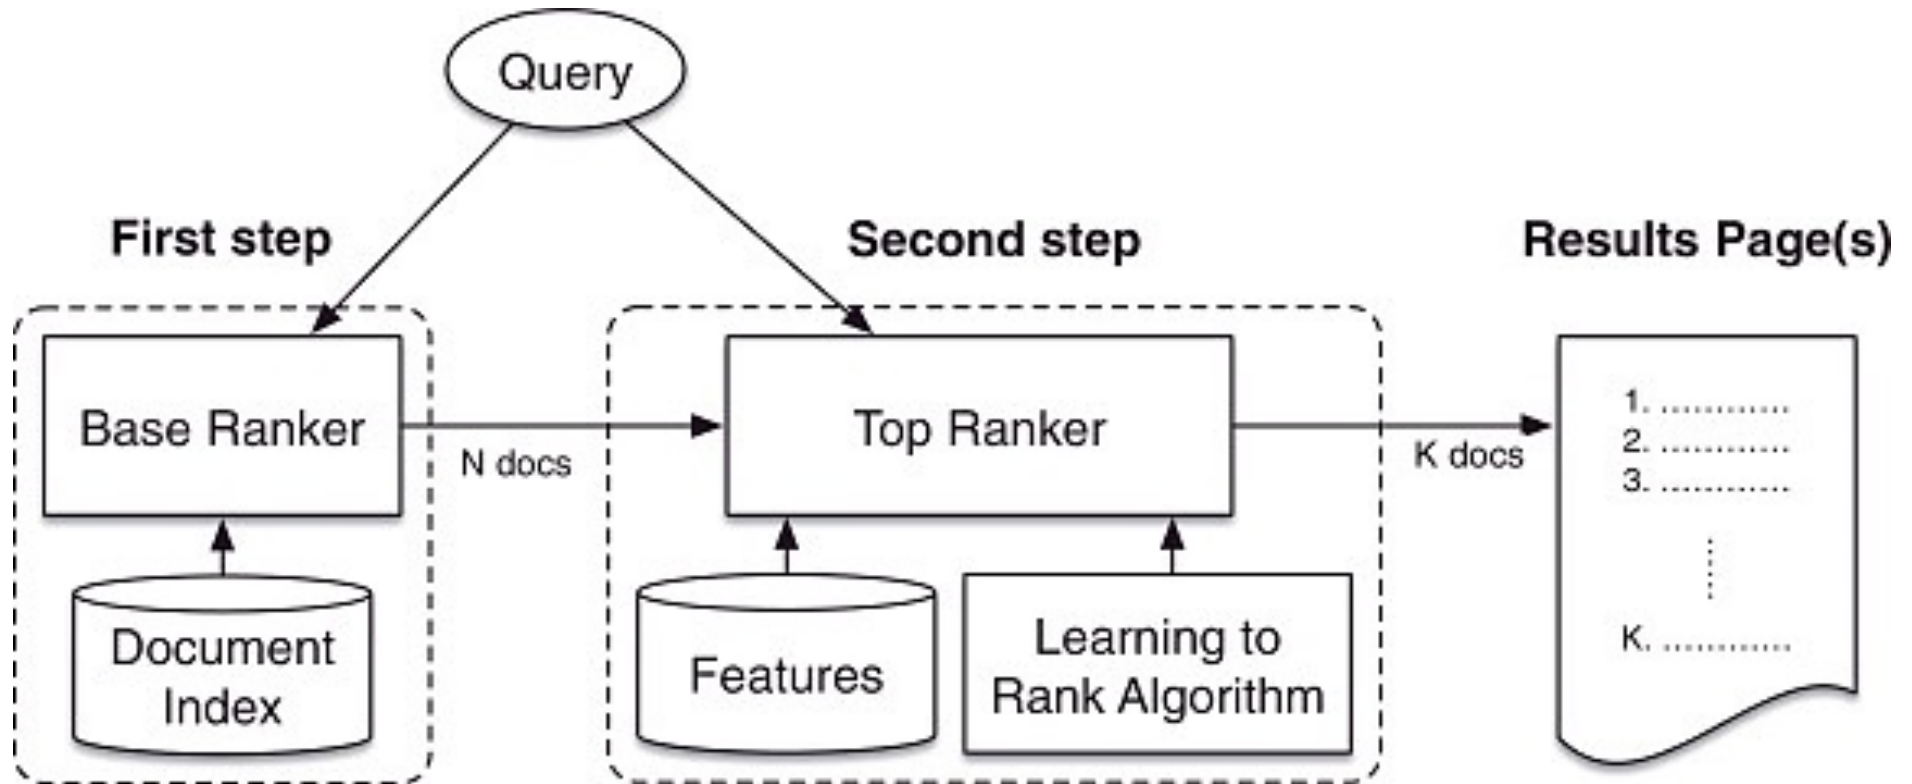 Query
First step
Second step
Results Page(s)
Base Ranker
N docs
Top Ranker
K docs
1. ............
2. ............
3. ............
K. ............
Document
Index
Features
Learning to
Rank Algorithm